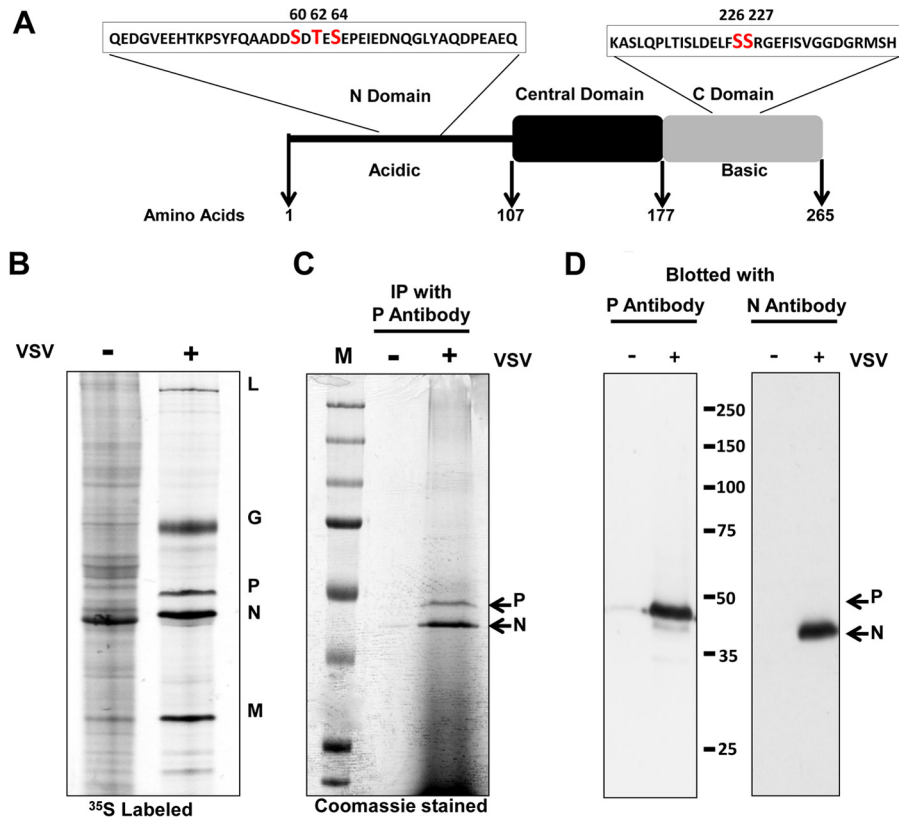 A
60 62 64
QEDGVEEHTKPSYFQAADDSDTESEPEIEDNQGLYAQDPEAEQ
226 227
KASLQPLTISLDELFSSRGEFISVGGDGRMSH
N Domain
Central Domain
C Domain
Acidic
Basic
Amino Acids
1
107
177
265
B
VSV
-
+
L
G
P
N
M
35S Labeled
C
IP with
P Antibody
M
-
+
VSV
P
N
Coomassie stained
D
Blotted with
P Antibody
N Antibody
-
+
-
+
VSV
250
150
100
75
50
35
25
P
N